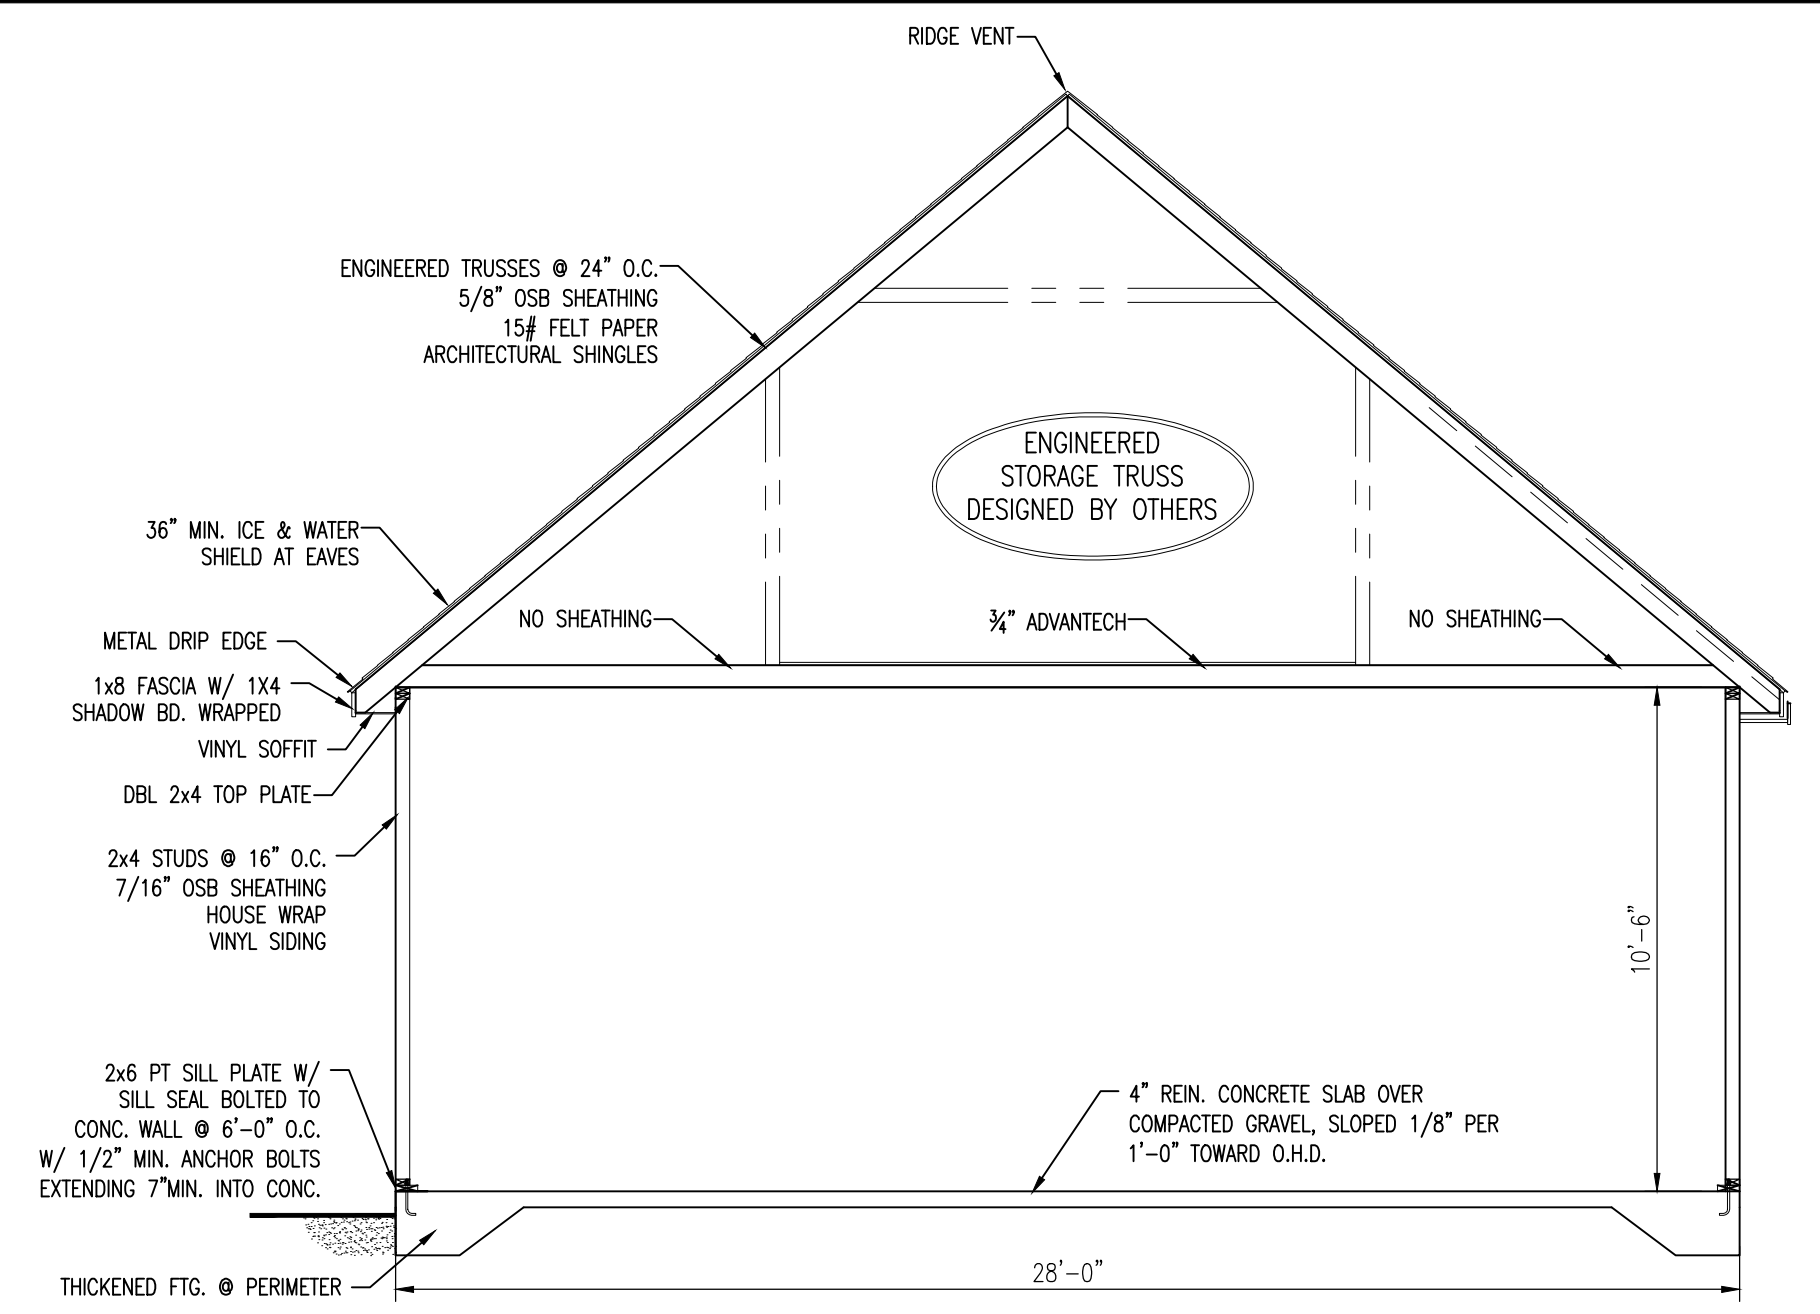 RIDGE VENT
ENGINEERED TRUSSES @ 24" O.C.
5/8" OSB SHEATHING
15# FELT PAPER
ARCHITECTURAL SHINGLES
ENGINEERED
STORAGE TRUSS
DESIGNED BY OTHERS
36" MIN. ICE & WATER
SHIELD AT EAVES
NO SHEATHING
¾" ADVANTECH
NO SHEATHING
METAL DRIP EDGE
1x8 FASCIA W/ 1X4
SHADOW BD. WRAPPED
VINYL SOFFIT
DBL 2x4 TOP PLATE
2x4 STUDS @ 16" O.C.
7/16" OSB SHEATHING
HOUSE WRAP
VINYL SIDING
10'-6"
2x6 PT SILL PLATE W/
SILL SEAL BOLTED TO
CONC. WALL @ 6'-0" O.C.
W/ 1/2" MIN. ANCHOR BOLTS
EXTENDING 7"MIN. INTO CONC.
4" REIN. CONCRETE SLAB OVER
COMPACTED GRAVEL, SLOPED 1/8" PER
1'-0" TOWARD O.H.D.
THICKENED FTG. @ PERIMETER
28'-0"